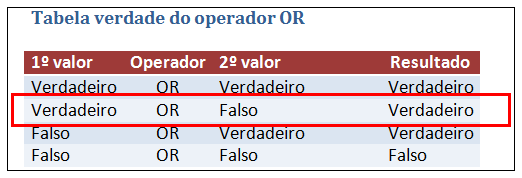 Tabela verdade do operador OR
1º valor Operador 2º valor Resultado
Verdadeiro OR Verdadeiro Verdadeiro
Verdadeiro OR Falso Verdadeiro
Falso OR Verdadeiro Verdadeiro
Falso OR Falso Falso